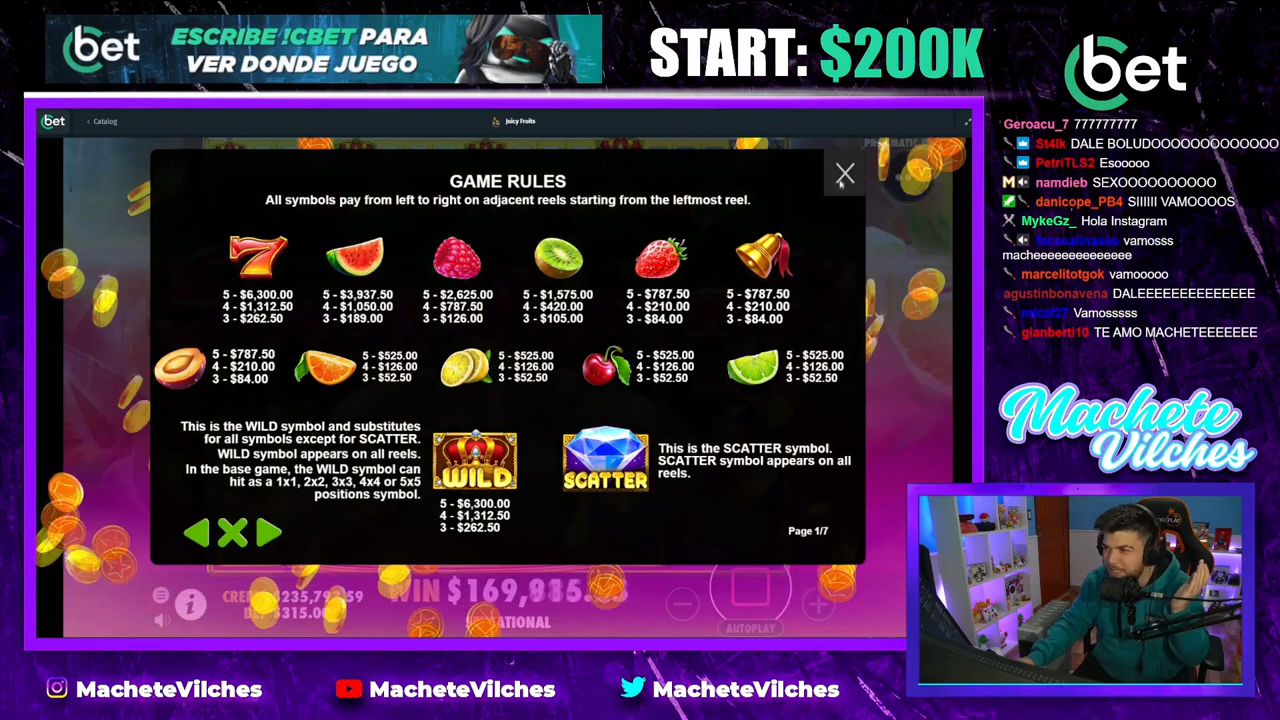 cbet
ESCRIBE !CBET PARA
VER DONDE JUEGO
START: $200K
cbet
cbet
Catalog
Juicy Fruits
GAME RULES
All symbols pay from left to right on adjacent reels starting from the leftmost reel.
5 - $6,300.00
4 - $1,312.50
3 - $262.50
5 - $3,937.50
4 - $1,050.00
3 - $189.00
5 - $2,625.00
4 - $787.50
3 - $126.00
5 - $1,575.00
4 - $420.00
3 - $105.00
5 - $787.50
4 - $210.00
3 - $84.00
5 - $787.50
4 - $210.00
3 - $84.00
5 - $787.50
4 - $210.00
3 - $84.00
5 - $525.00
4 - $126.00
3 - $52.50
5 - $525.00
4 - $126.00
3 - $52.50
5 - $525.00
4 - $126.00
3 - $52.50
5 - $525.00
4 - $126.00
3 - $52.50
This is the WILD symbol and substitutes
for all symbols except for SCATTER.
WILD symbol appears on all reels.
In the base game, the WILD symbol can
hit as a 1x1, 2x2, 3x3, 4x4 or 5x5
positions symbol.
WILD
5 - $6,300.00
4 - $1,312.50
3 - $262.50
SCATTER
This is the SCATTER symbol.
SCATTER symbol appears on all
reels.
Page 1/7
WIN
AUTOPLAY
Geroacu_7 777777777
St4lk DALE BOLUDOOOOOOOOOOOOO
PetriTLS2 Esooooo
namdieb SEXOOOOOOOOOO
danicope_PB4 SIIIIII VAMOOOOS
MykeGz_ Hola Instagram
vamosss
macheeeeeeeeeeeeeee
marcelitotgok vamooooo
agustinbonavena DALEEEEEEEEEEEEEE
micaf27 Vamosssss
gianberti10 TE AMO MACHETEEEEEEE
Machete
Vilches
MacheteVilches
MacheteVilches
MacheteVilches